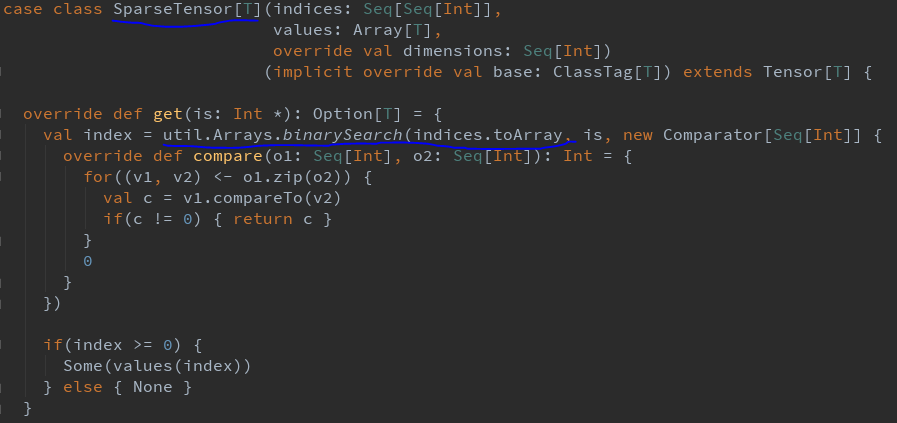 case class SparseTensor[T](indices: Seq[Seq[Int]],
                           values: Array[T],
                           override val dimensions: Seq[Int])
                          (implicit override val base: ClassTag[T]) extends Tensor[T] {
  override def get(is: Int *): Option[T] = {
    val index = util.Arrays.binarySearch(indices.toArray, is, new Comparator[Seq[Int]] {
      override def compare(o1: Seq[Int], o2: Seq[Int]): Int = {
        for((v1, v2) <- o1.zip(o2)) {
          val c = v1.compareTo(v2)
          if(c != 0) { return c }
        }
        0
      }
    })
    if(index >= 0) {
      Some(values(index))
    } else { None }
  }